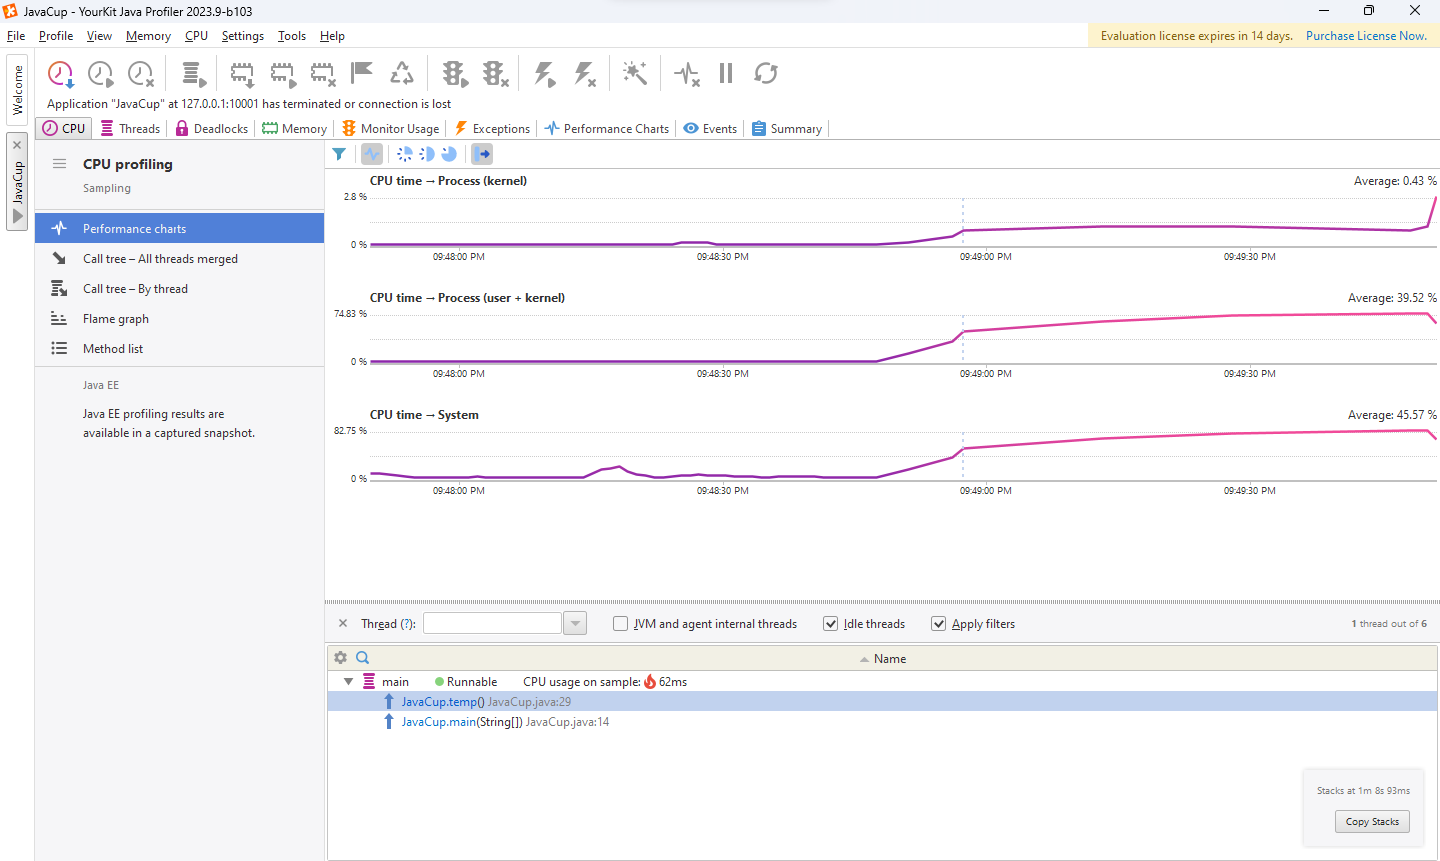 JavaCup - YourKit Java Profiler 2023.9-b103
File Profile View Memory CPU Settings Tools Help
Evaluation license expires in 14 days. Purchase License Now.
Welcome
JavaCup
Application "JavaCup" at 127.0.0.1:10001 has terminated or connection is lost
CPU Threads Deadlocks Memory Monitor Usage Exceptions Performance Charts Events Summary
CPU profiling
Sampling
Performance charts
Call tree – All threads merged
Call tree – By thread
Flame graph
Method list
Java EE
Java EE profiling results are
available in a captured snapshot.
CPU time → Process (kernel) Average: 0.43 %
2.8 %
0 %
09:48:00 PM 09:48:30 PM 09:49:00 PM 09:49:30 PM
CPU time → Process (user + kernel) Average: 39.52 %
74.83 %
0 %
09:48:00 PM 09:48:30 PM 09:49:00 PM 09:49:30 PM
CPU time → System Average: 45.57 %
82.75 %
0 %
09:48:00 PM 09:48:30 PM 09:49:00 PM 09:49:30 PM
Thread (?): JVM and agent internal threads Idle threads Apply filters 1 thread out of 6
Name
main Runnable CPU usage on sample: 62ms
JavaCup.temp() JavaCup.java:29
JavaCup.main(String[]) JavaCup.java:14
Stacks at 1m 8s 93ms
Copy Stacks